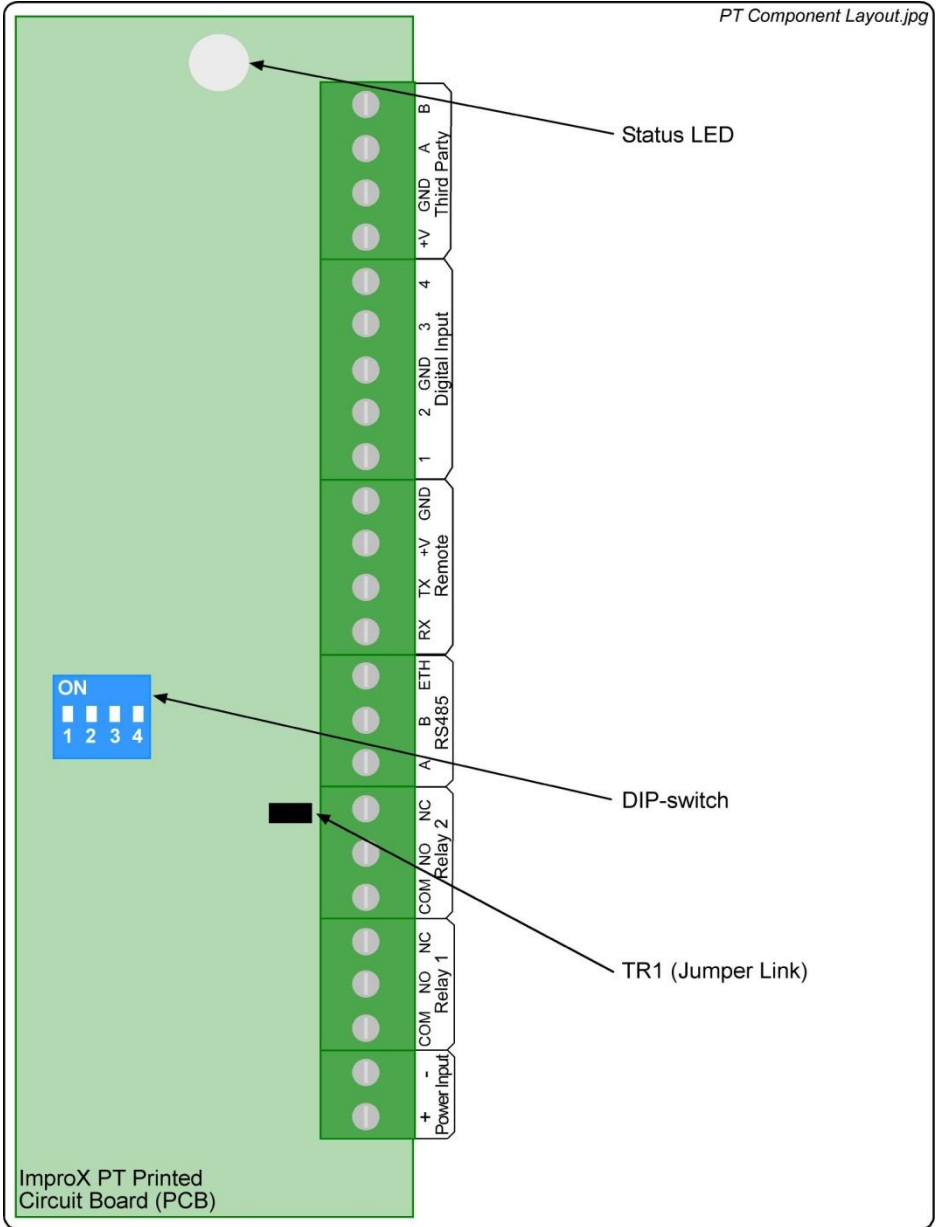 PT Component Layout.jpg
Status LED
B
A
GND
+V
Third Party
4
3
GND
2
1
Digital Input
GND
+V
TX
RX
Remote
ETH
B
A
RS485
ON
1 2 3 4
DIP-switch
NC
NO
COM
Relay 2
TR1 (Jumper Link)
NC
NO
COM
Relay 1
-
+
Power Input
ImproX PT Printed
Circuit Board (PCB)